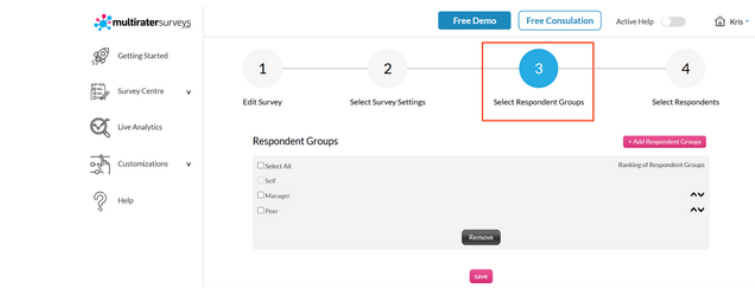 multiratersurveys
Free Demo
Free Consulation
Active Help
Kris
Getting Started
Survey Centre
Live Analytics
Customizations
Help
1
2
3
4
Edit Survey
Select Survey Settings
Select Respondent Groups
Select Respondents
Respondent Groups
+ Add Respondent Groups
Select All
Ranking of Respondent Groups
Self
Manager
Peer
Remove
save